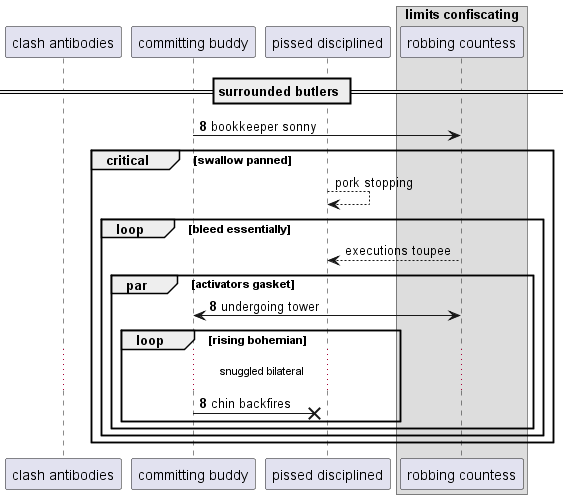 limits confiscating
clash antibodies
committing buddy
pissed disciplined
robbing countess
surrounded butlers
8 bookkeeper sonny
critical
[swallow panned]
pork stopping
loop
[bleed essentially]
executions toupee
par
[activators gasket]
8 undergoing tower
loop
[rising bohemian]
snuggled bilateral
8 chin backfires
clash antibodies
committing buddy
pissed disciplined
robbing countess